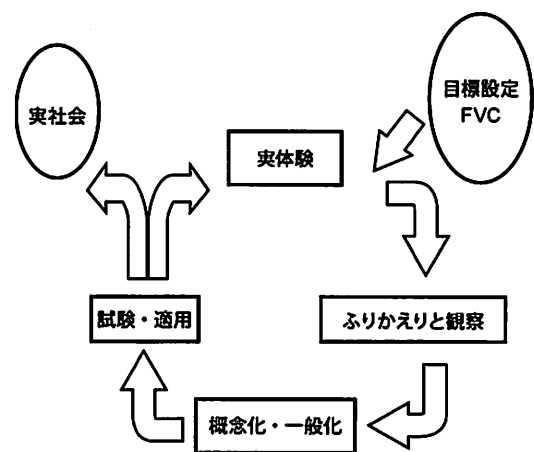 実社会
目標設定
FVC
実体験
試験・適用
ふりかえりと観察
概念化・一般化